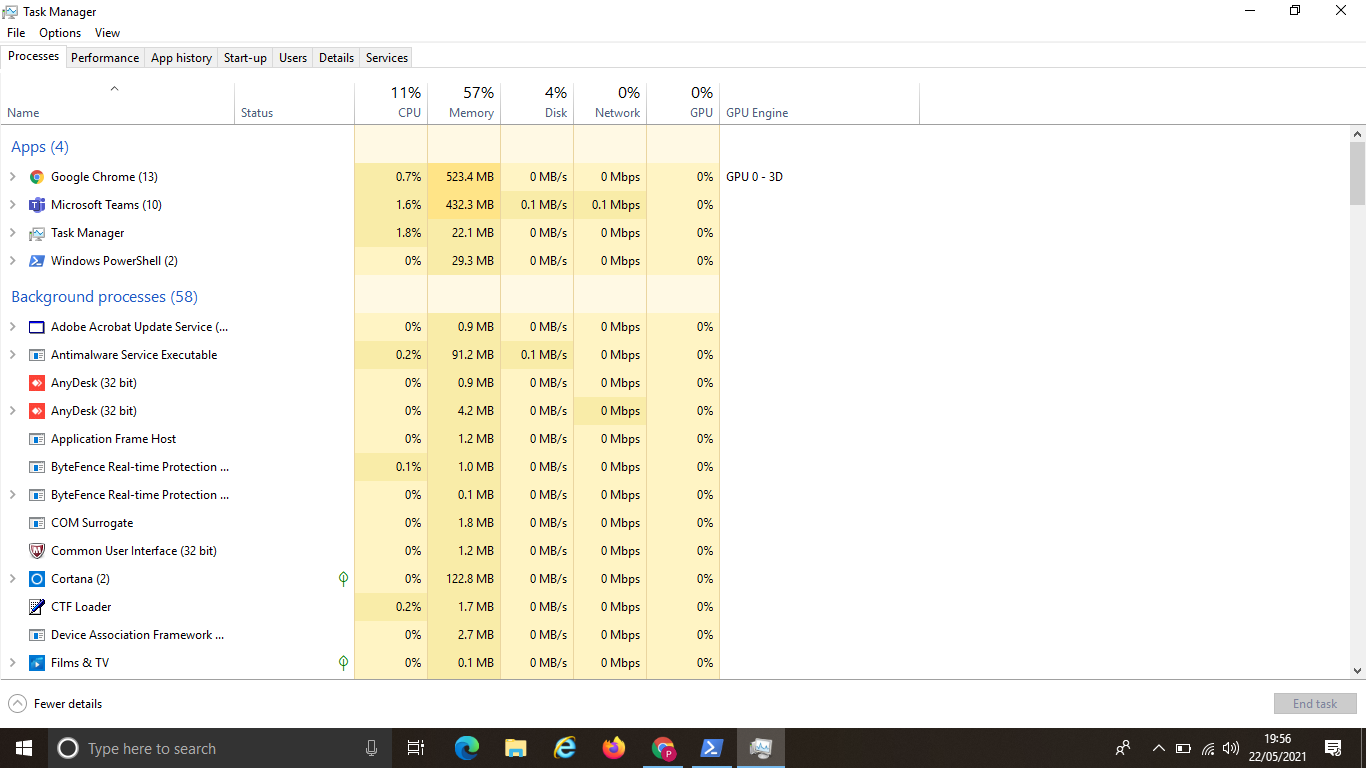 Task Manager
File Options View
Processes Performance App history Start-up Users Details Services
11% 57% 4% 0% 0%
Name Status CPU Memory Disk Network GPU GPU Engine
Apps (4)
Google Chrome (13) 0.7% 523.4 MB 0 MB/s 0 Mbps 0% GPU 0 - 3D
Microsoft Teams (10) 1.6% 432.3 MB 0.1 MB/s 0.1 Mbps 0%
Task Manager 1.8% 22.1 MB 0 MB/s 0 Mbps 0%
Windows PowerShell (2) 0% 29.3 MB 0 MB/s 0 Mbps 0%
Background processes (58)
Adobe Acrobat Update Service (... 0% 0.9 MB 0 MB/s 0 Mbps 0%
Antimalware Service Executable 0.2% 91.2 MB 0.1 MB/s 0 Mbps 0%
AnyDesk (32 bit) 0% 0.9 MB 0 MB/s 0 Mbps 0%
AnyDesk (32 bit) 0% 4.2 MB 0 MB/s 0 Mbps 0%
Application Frame Host 0% 1.2 MB 0 MB/s 0 Mbps 0%
ByteFence Real-time Protection ... 0.1% 1.0 MB 0 MB/s 0 Mbps 0%
ByteFence Real-time Protection ... 0% 0.1 MB 0 MB/s 0 Mbps 0%
COM Surrogate 0% 1.8 MB 0 MB/s 0 Mbps 0%
Common User Interface (32 bit) 0% 1.2 MB 0 MB/s 0 Mbps 0%
Cortana (2) 0% 122.8 MB 0 MB/s 0 Mbps 0%
CTF Loader 0.2% 1.7 MB 0 MB/s 0 Mbps 0%
Device Association Framework ... 0% 2.7 MB 0 MB/s 0 Mbps 0%
Films & TV 0% 0.1 MB 0 MB/s 0 Mbps 0%
Fewer details End task
Type here to search 19:56
22/05/2021